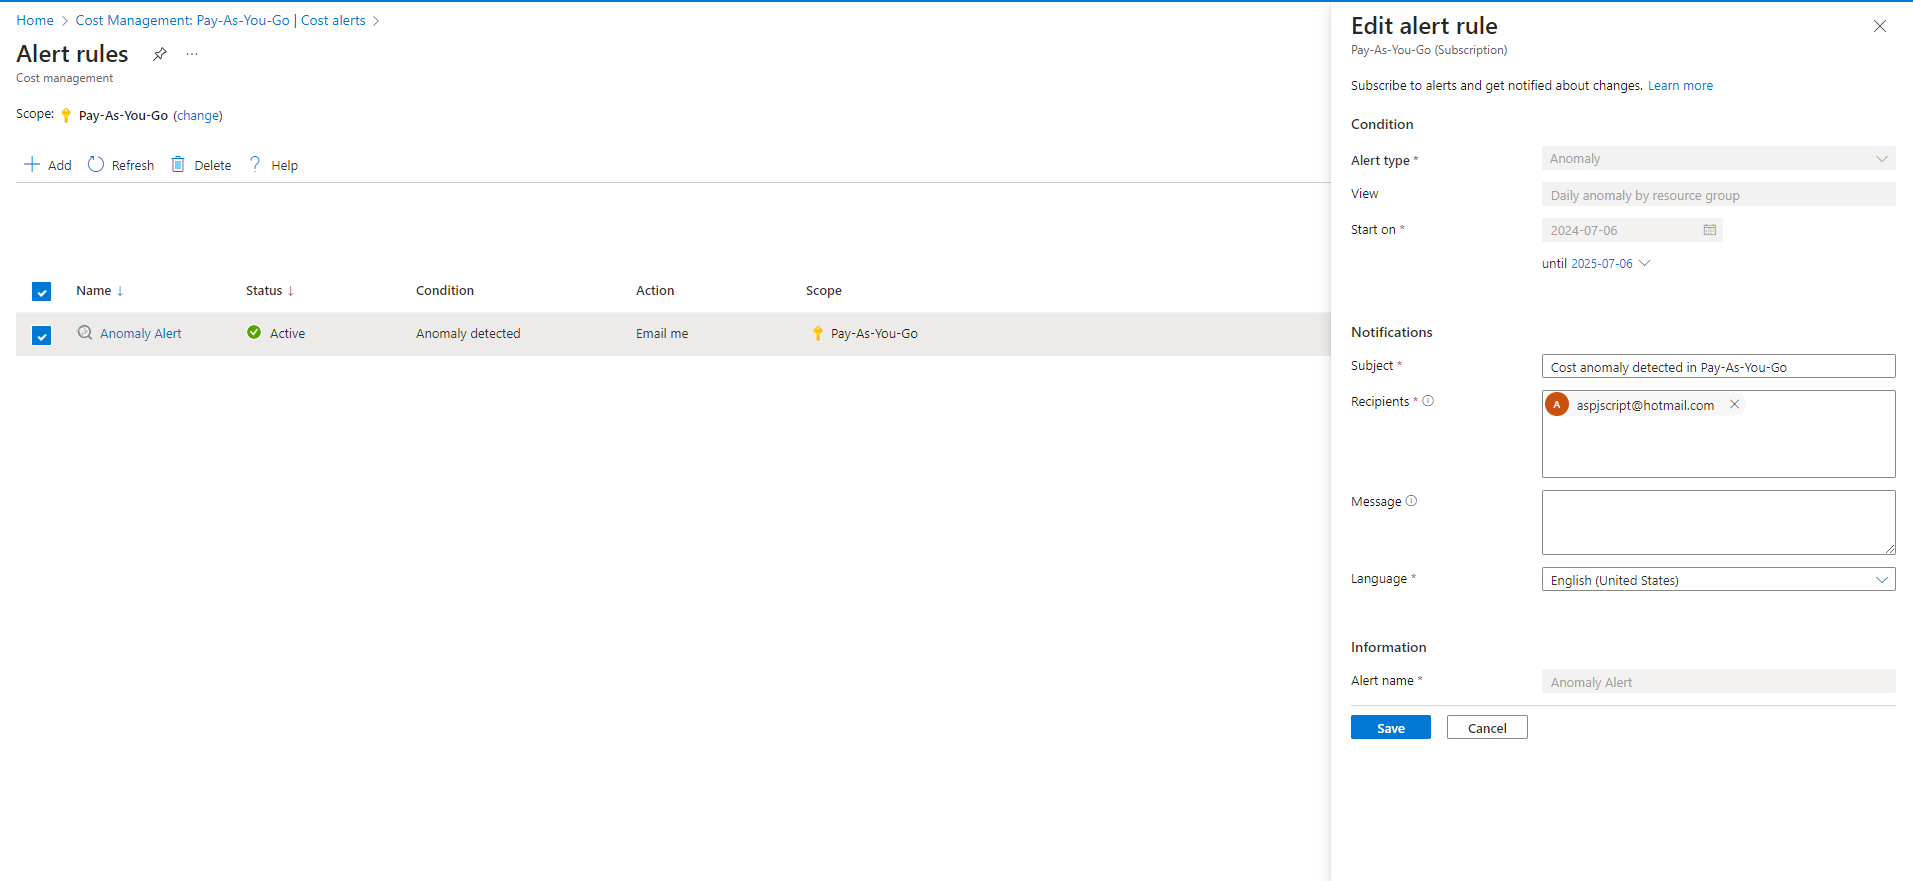 Home > Cost Management: Pay-As-You-Go | Cost alerts >
Alert rules ...
Cost management
Scope: Pay-As-You-Go (change)
Add Refresh Delete ? Help
Name ↓ Status ↓ Condition Action Scope
Anomaly Alert Active Anomaly detected Email me Pay-As-You-Go
Edit alert rule
Pay-As-You-Go (Subscription)
Subscribe to alerts and get notified about changes. Learn more
Condition
Alert type * Anomaly
View Daily anomaly by resource group
Start on * 2024-07-06
until 2025-07-06
Notifications
Subject * Cost anomaly detected in Pay-As-You-Go
Recipients * A aspjscript@hotmail.com
Message
Language * English (United States)
Information
Alert name * Anomaly Alert
Save Cancel